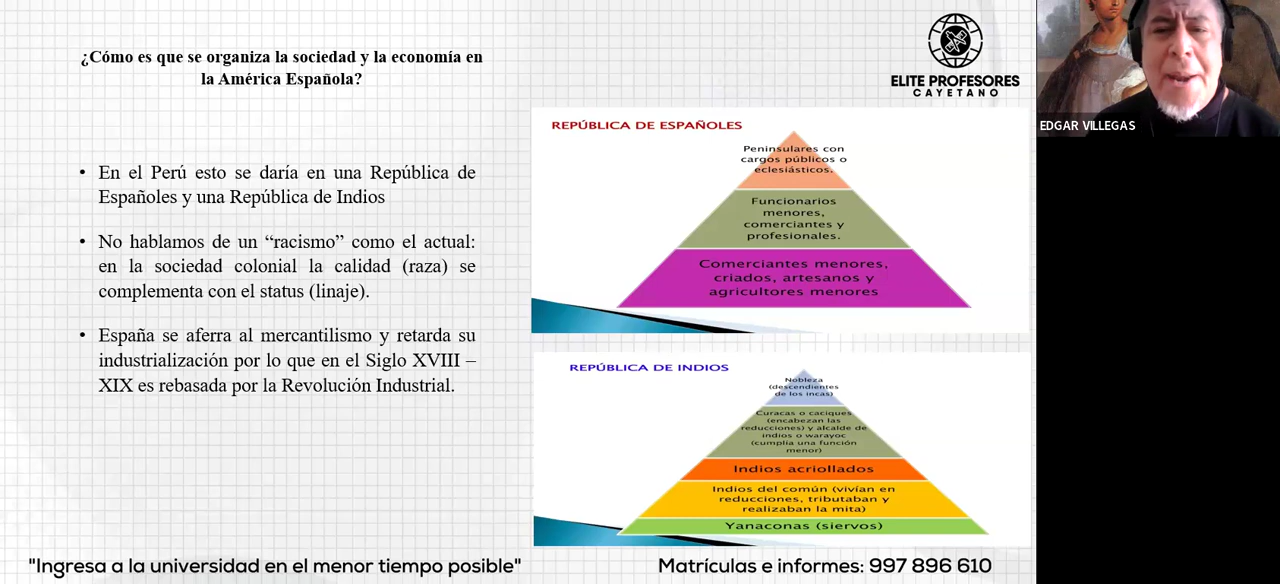 ¿Cómo es que se organiza la sociedad y la economía en
la América Española?
• En el Perú esto se daría en una República de
Españoles y una República de Indios
• No hablamos de un “racismo” como el actual:
en la sociedad colonial la calidad (raza) se
complementa con el status (linaje).
• España se aferra al mercantilismo y retarda su
industrialización por lo que en el Siglo XVIII –
XIX es rebasada por la Revolución Industrial.
ELITE PROFESORES
CAYETANO
REPÚBLICA DE ESPAÑOLES
Peninsulares con
cargos públicos o
eclesiásticos.
Funcionarios
menores,
comerciantes y
profesionales.
Comerciantes menores,
criados, artesanos y
agricultores menores
REPÚBLICA DE INDIOS
Nobleza
(descendientes
de los incas)
Curacas o caciques
(encabezan las
reducciones) y alcalde de
indios o warayoc
(cumplía una función
menor)
Indios acriollados
Indios del común (vivían en
reducciones, tributaban y
realizaban la mita)
Yanaconas (siervos)
"Ingresa a la universidad en el menor tiempo posible"
Matrículas e informes: 997 896 610
EDGAR VILLEGAS